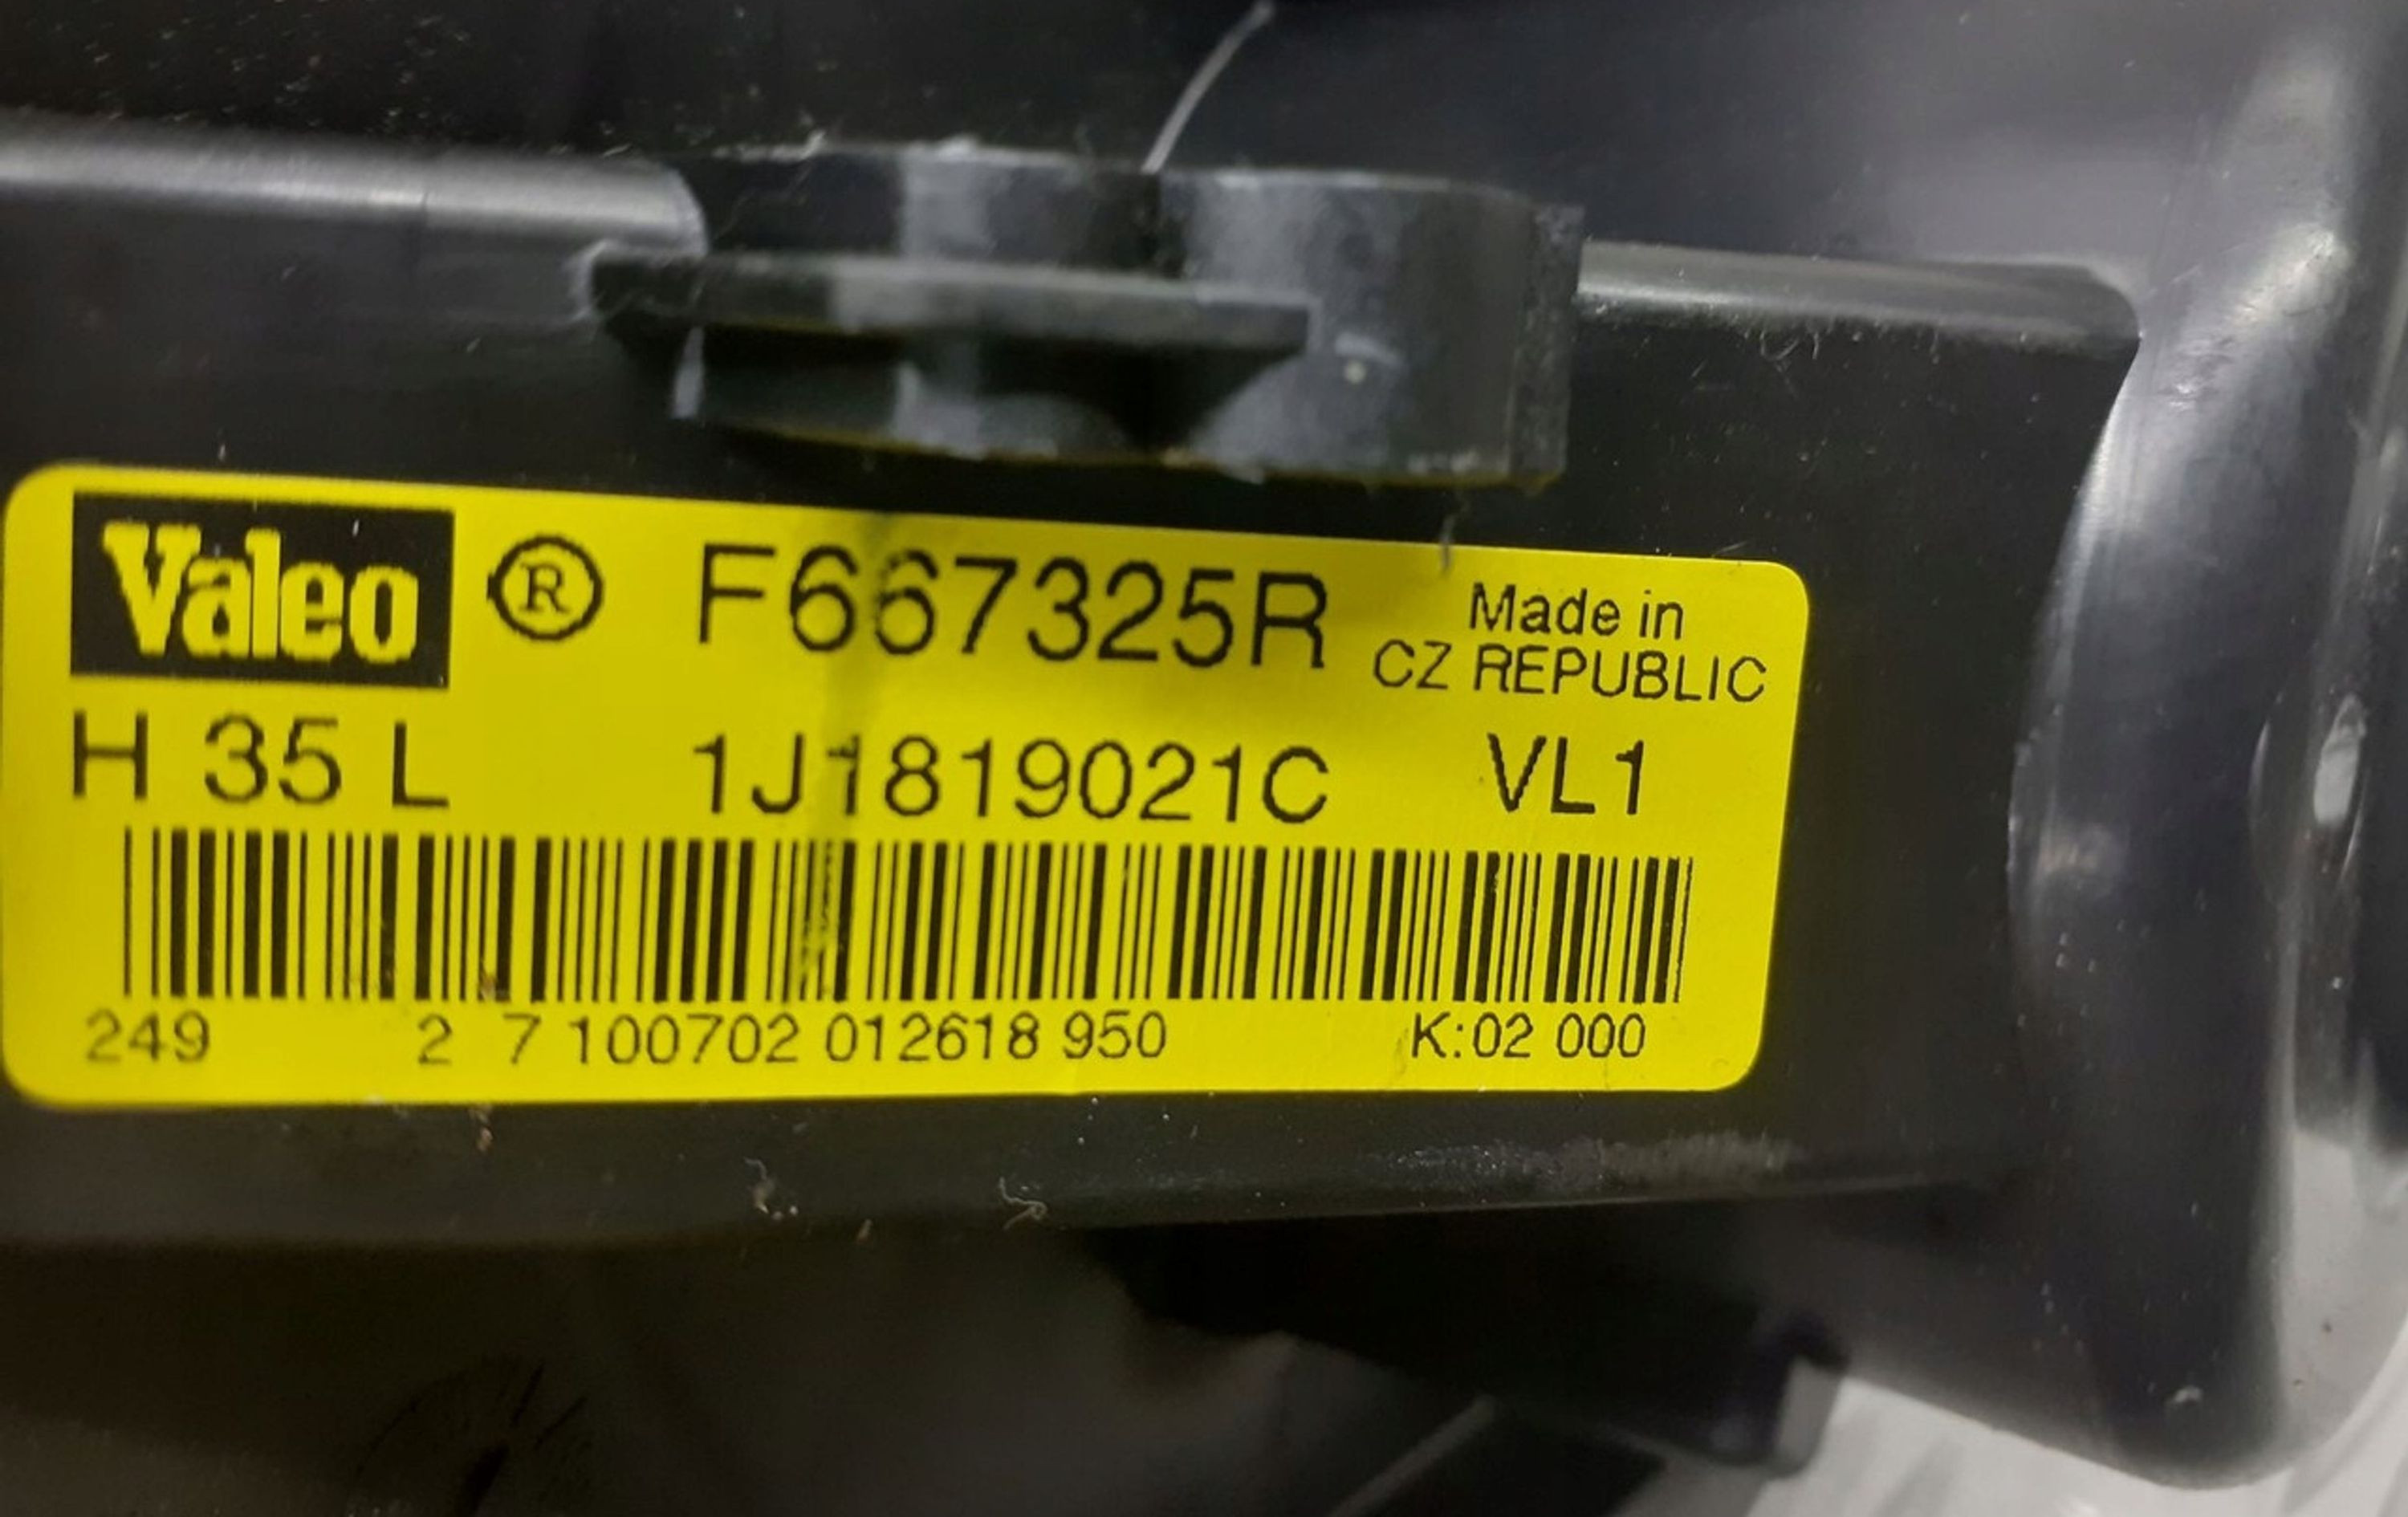 Valeo ® F667325R Made in
CZ REPUBLIC
H 35 L 1J1819021C VL1
249 2 7 100702 012618 950 K:02 000